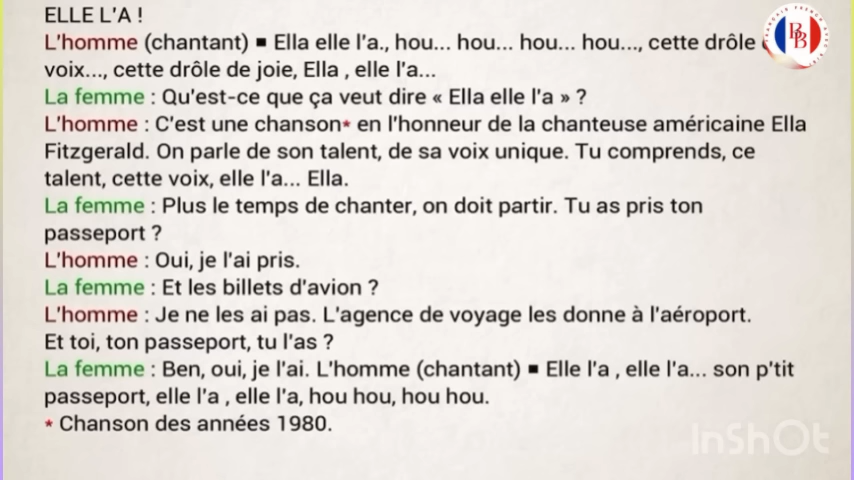 ELLE L'A !
L'homme (chantant) ▪ Ella elle l'a., hou... hou... hou... hou..., cette drôle
voix..., cette drôle de joie, Ella , elle l'a...
La femme : Qu'est-ce que ça veut dire « Ella elle l'a » ?
L'homme : C'est une chanson* en l'honneur de la chanteuse américaine Ella
Fitzgerald. On parle de son talent, de sa voix unique. Tu comprends, ce
talent, cette voix, elle l'a... Ella.
La femme : Plus le temps de chanter, on doit partir. Tu as pris ton
passeport ?
L'homme : Oui, je l'ai pris.
La femme : Et les billets d'avion ?
L'homme : Je ne les ai pas. L'agence de voyage les donne à l'aéroport.
Et toi, ton passeport, tu l'as ?
La femme : Ben, oui, je l'ai. L'homme (chantant) ▪ Elle l'a , elle l'a... son p'tit
passeport, elle l'a , elle l'a, hou hou, hou hou.
* Chanson des années 1980.
InShOt